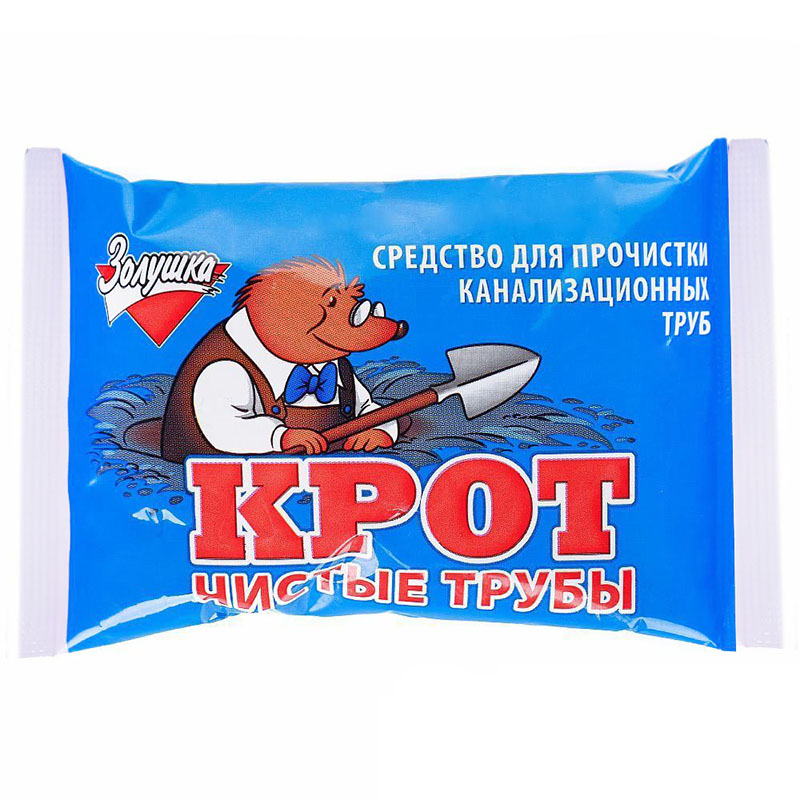 Золушка
СРЕДСТВО ДЛЯ ПРОЧИСТКИ
КАНАЛИЗАЦИОННЫХ
ТРУБ
КРОТ
ЧИСТЫЕ ТРУБЫ